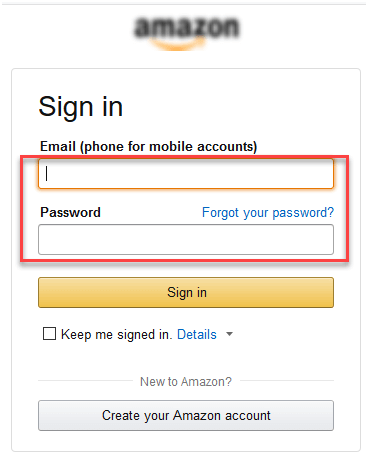 amazon
Sign in
Email (phone for mobile accounts)
Password Forgot your password?
Sign in
Keep me signed in. Details
New to Amazon?
Create your Amazon account